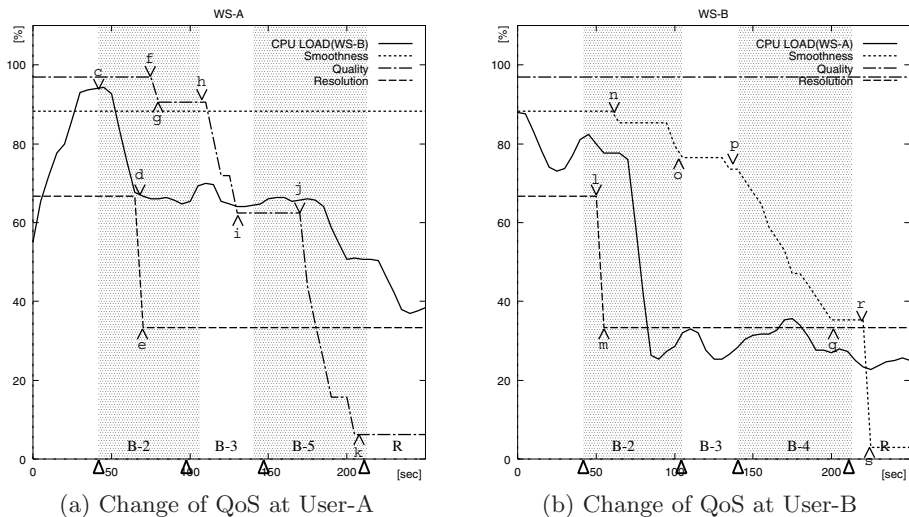 WS-A
[%]
CPU LOAD(WS-B)
Smoothness
Quality
Resolution
100
80
60
40
20
0
c
f
h
g
d
j
i
e
k
B-2
B-3
B-5
R
0
50
100
150
200
[sec]
(a) Change of QoS at User-A
WS-B
[%]
CPU LOAD(WS-A)
Smoothness
Quality
Resolution
100
80
60
40
20
0
n
p
o
l
m
r
q
s
B-2
B-3
B-4
R
0
50
100
150
200
[sec]
(b) Change of QoS at User-B